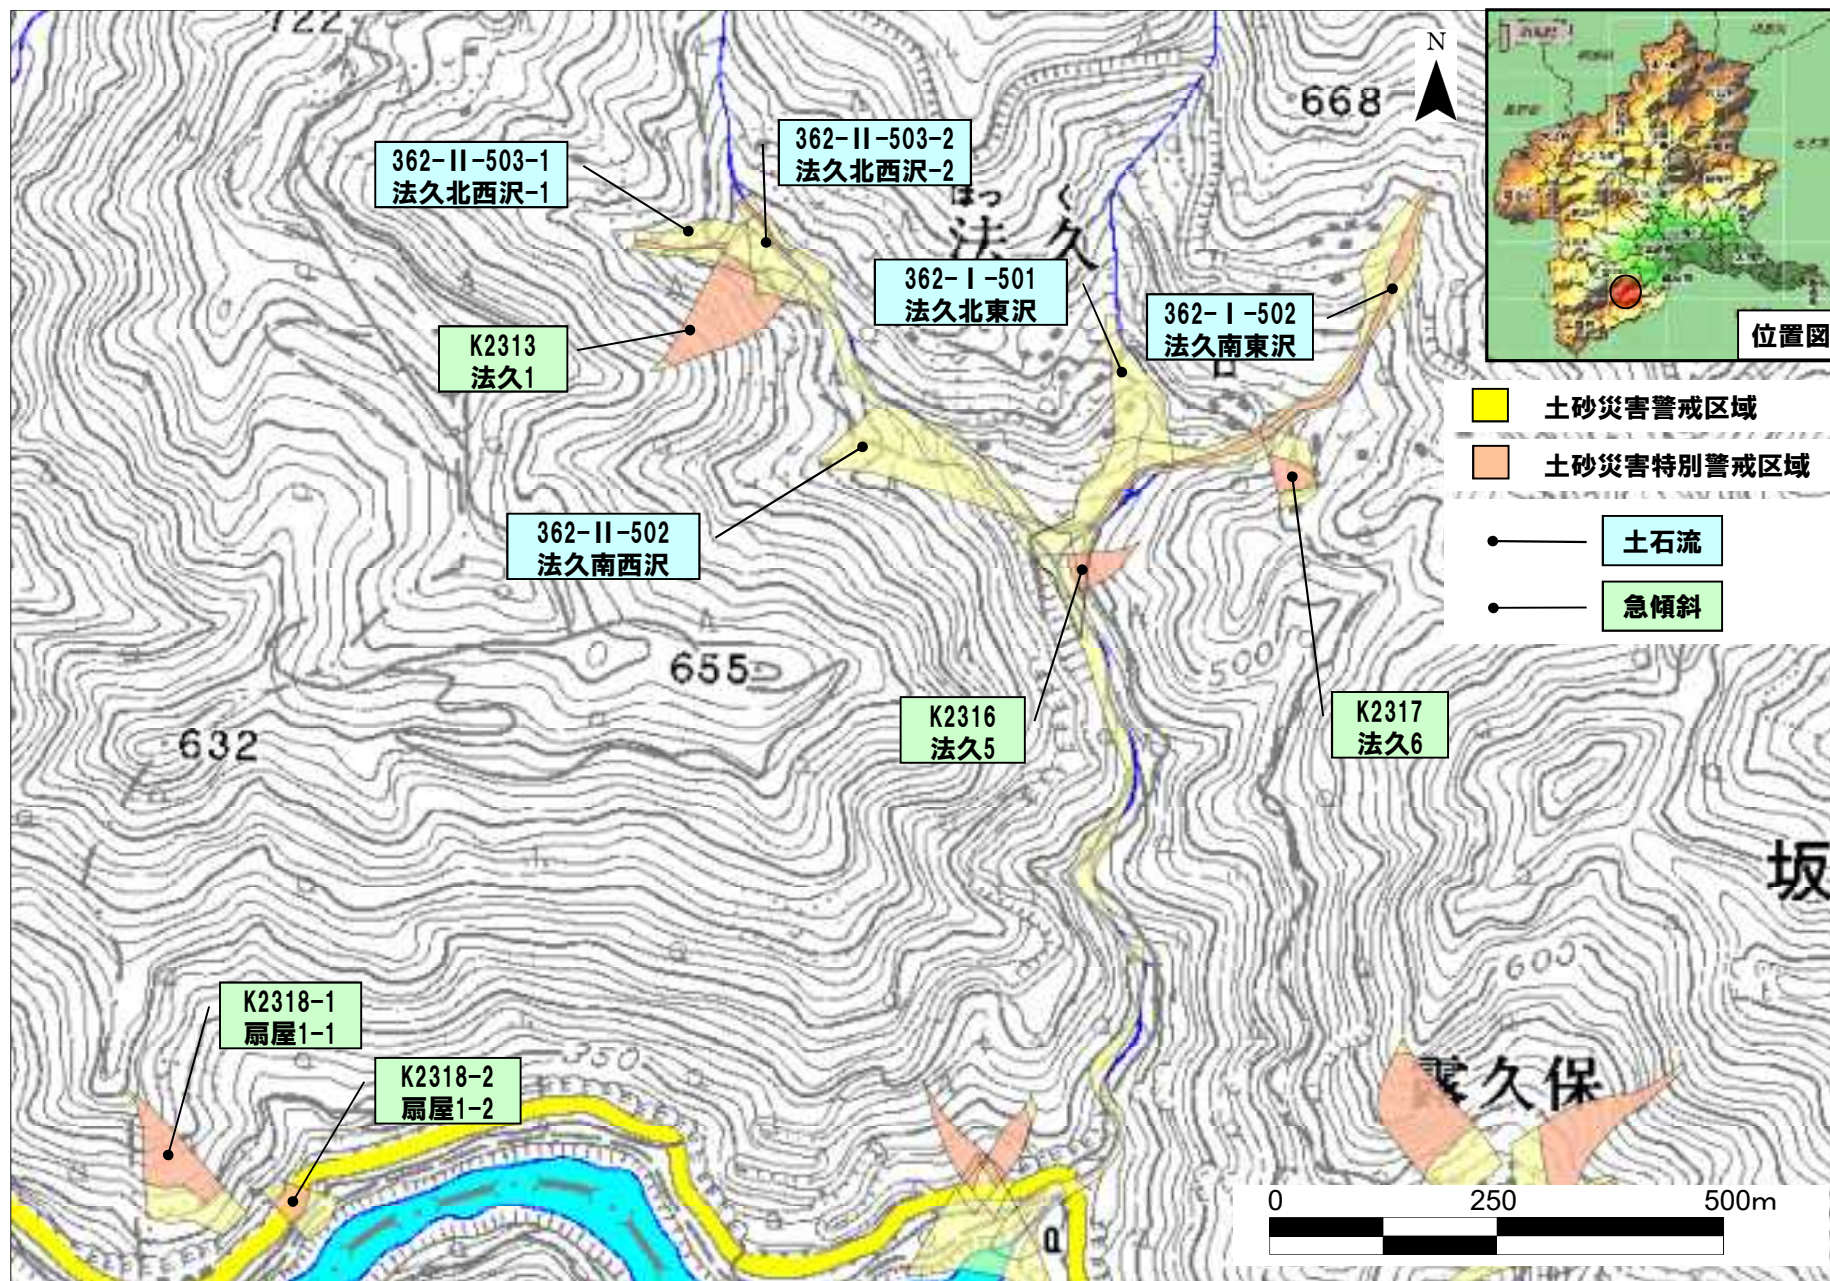 722
N
668
362-II-503-1
法久北西沢-1
362-II-503-2
法久北西沢-2
ほっく
法久
362-I-501
法久北東沢
362-I-502
法久南東沢
位置図
K2313
法久1
土砂災害警戒区域
土砂災害特別警戒区域
362-II-502
法久南西沢
土石流
急傾斜
500
655
K2316
法久5
K2317
法久6
632
坂
600
K2318-1
扇屋1-1
350
K2318-2
扇屋1-2
露久保
0 250 500m